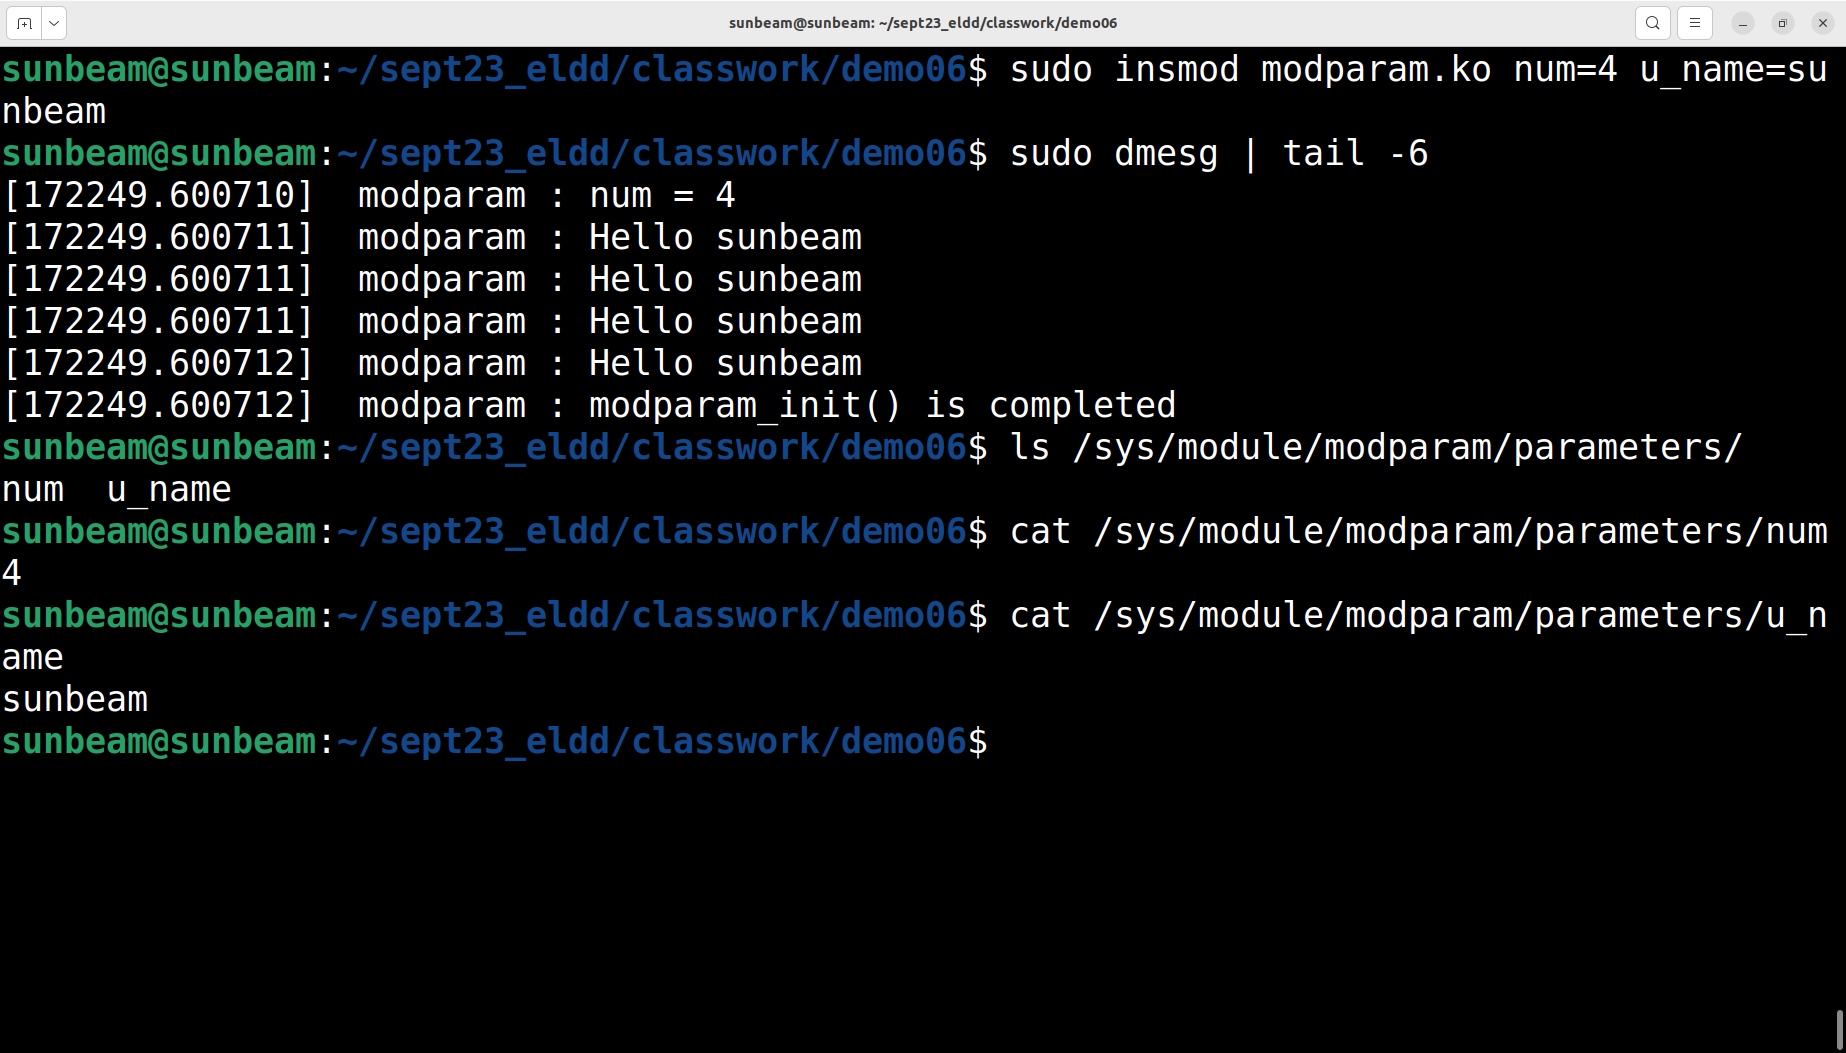 sunbeam@sunbeam: ~/sept23_eldd/classwork/demo06
sunbeam@sunbeam:~/sept23_eldd/classwork/demo06$ sudo insmod modparam.ko num=4 u_name=su
nbeam
sunbeam@sunbeam:~/sept23_eldd/classwork/demo06$ sudo dmesg | tail -6
[172249.600710]  modparam : num = 4
[172249.600711]  modparam : Hello sunbeam
[172249.600711]  modparam : Hello sunbeam
[172249.600711]  modparam : Hello sunbeam
[172249.600712]  modparam : Hello sunbeam
[172249.600712]  modparam : modparam_init() is completed
sunbeam@sunbeam:~/sept23_eldd/classwork/demo06$ ls /sys/module/modparam/parameters/
num  u_name
sunbeam@sunbeam:~/sept23_eldd/classwork/demo06$ cat /sys/module/modparam/parameters/num
4
sunbeam@sunbeam:~/sept23_eldd/classwork/demo06$ cat /sys/module/modparam/parameters/u_n
ame
sunbeam
sunbeam@sunbeam:~/sept23_eldd/classwork/demo06$